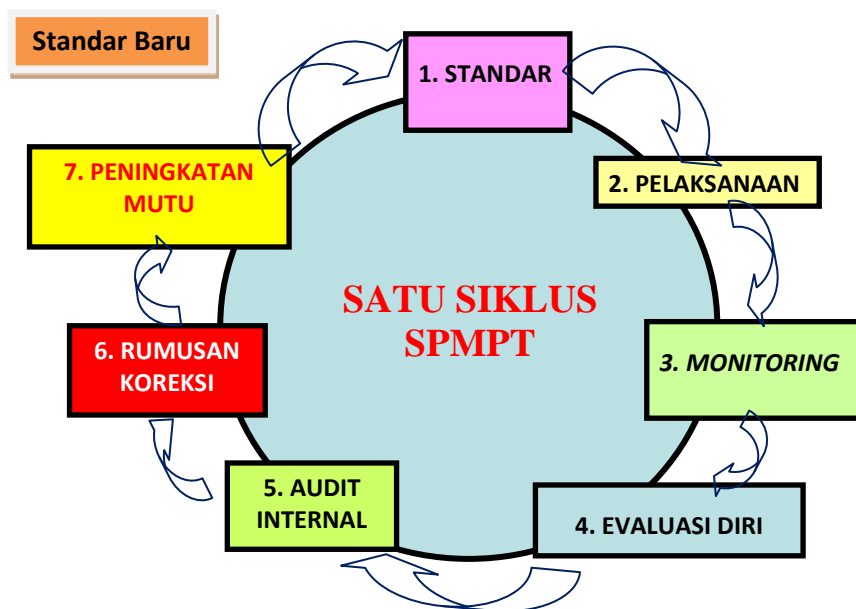 Standar Baru
1. STANDAR
2. PELAKSANAAN
3. MONITORING
4. EVALUASI DIRI
5. AUDIT
INTERNAL
6. RUMUSAN
KOREKSI
7. PENINGKATAN
MUTU
SATU SIKLUS
SPMPT